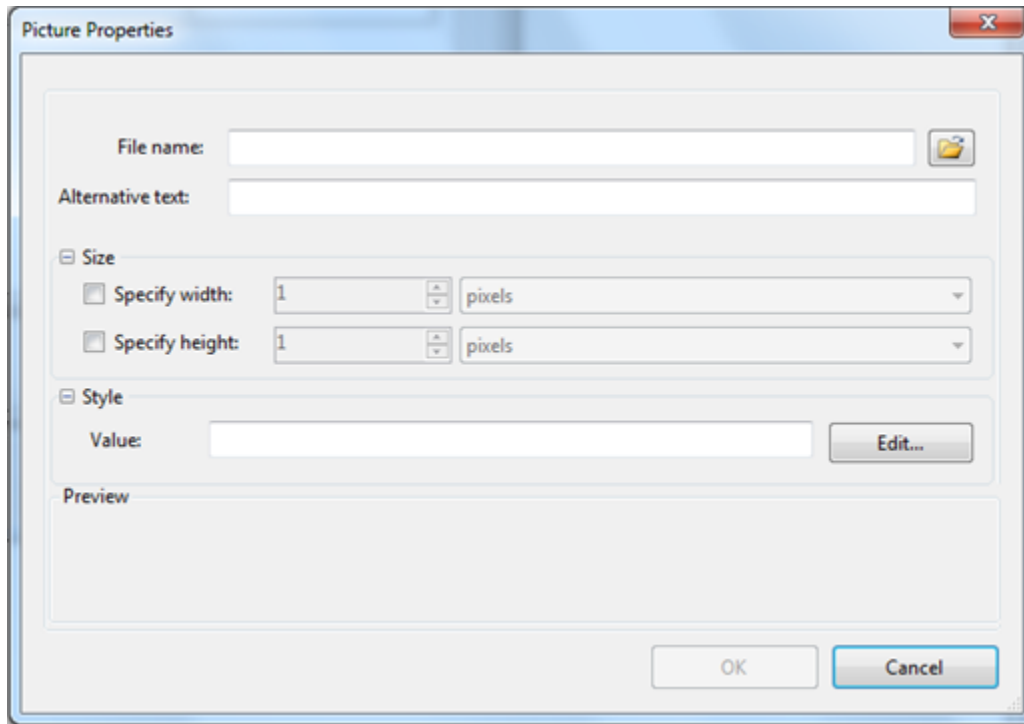 Picture Properties
File name:
Alternative text:
Size
Specify width: 1 pixels
Specify height: 1 pixels
Style
Value: Edit...
Preview
OK Cancel